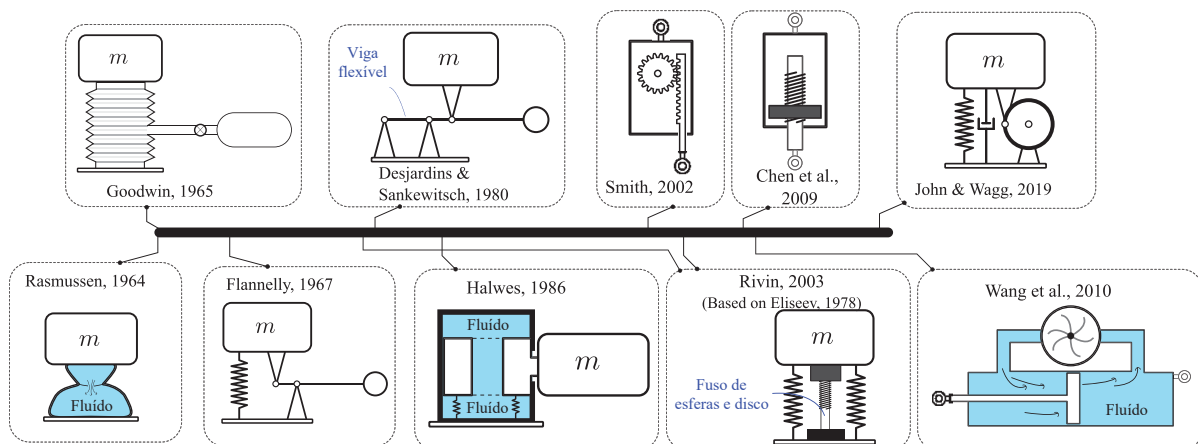 m
Goodwin, 1965
Viga
flexível
m
Desjardins &
Sankewitsch, 1980
Smith, 2002
Chen et al.,
2009
m
John & Wagg, 2019
Rasmussen, 1964
m
Fluído
Flannelly, 1967
m
Halwes, 1986
Fluído
m
Fluído
Rivin, 2003
(Based on Eliseev, 1978)
m
Fuso de
esferas e disco
Wang et al., 2010
Fluído